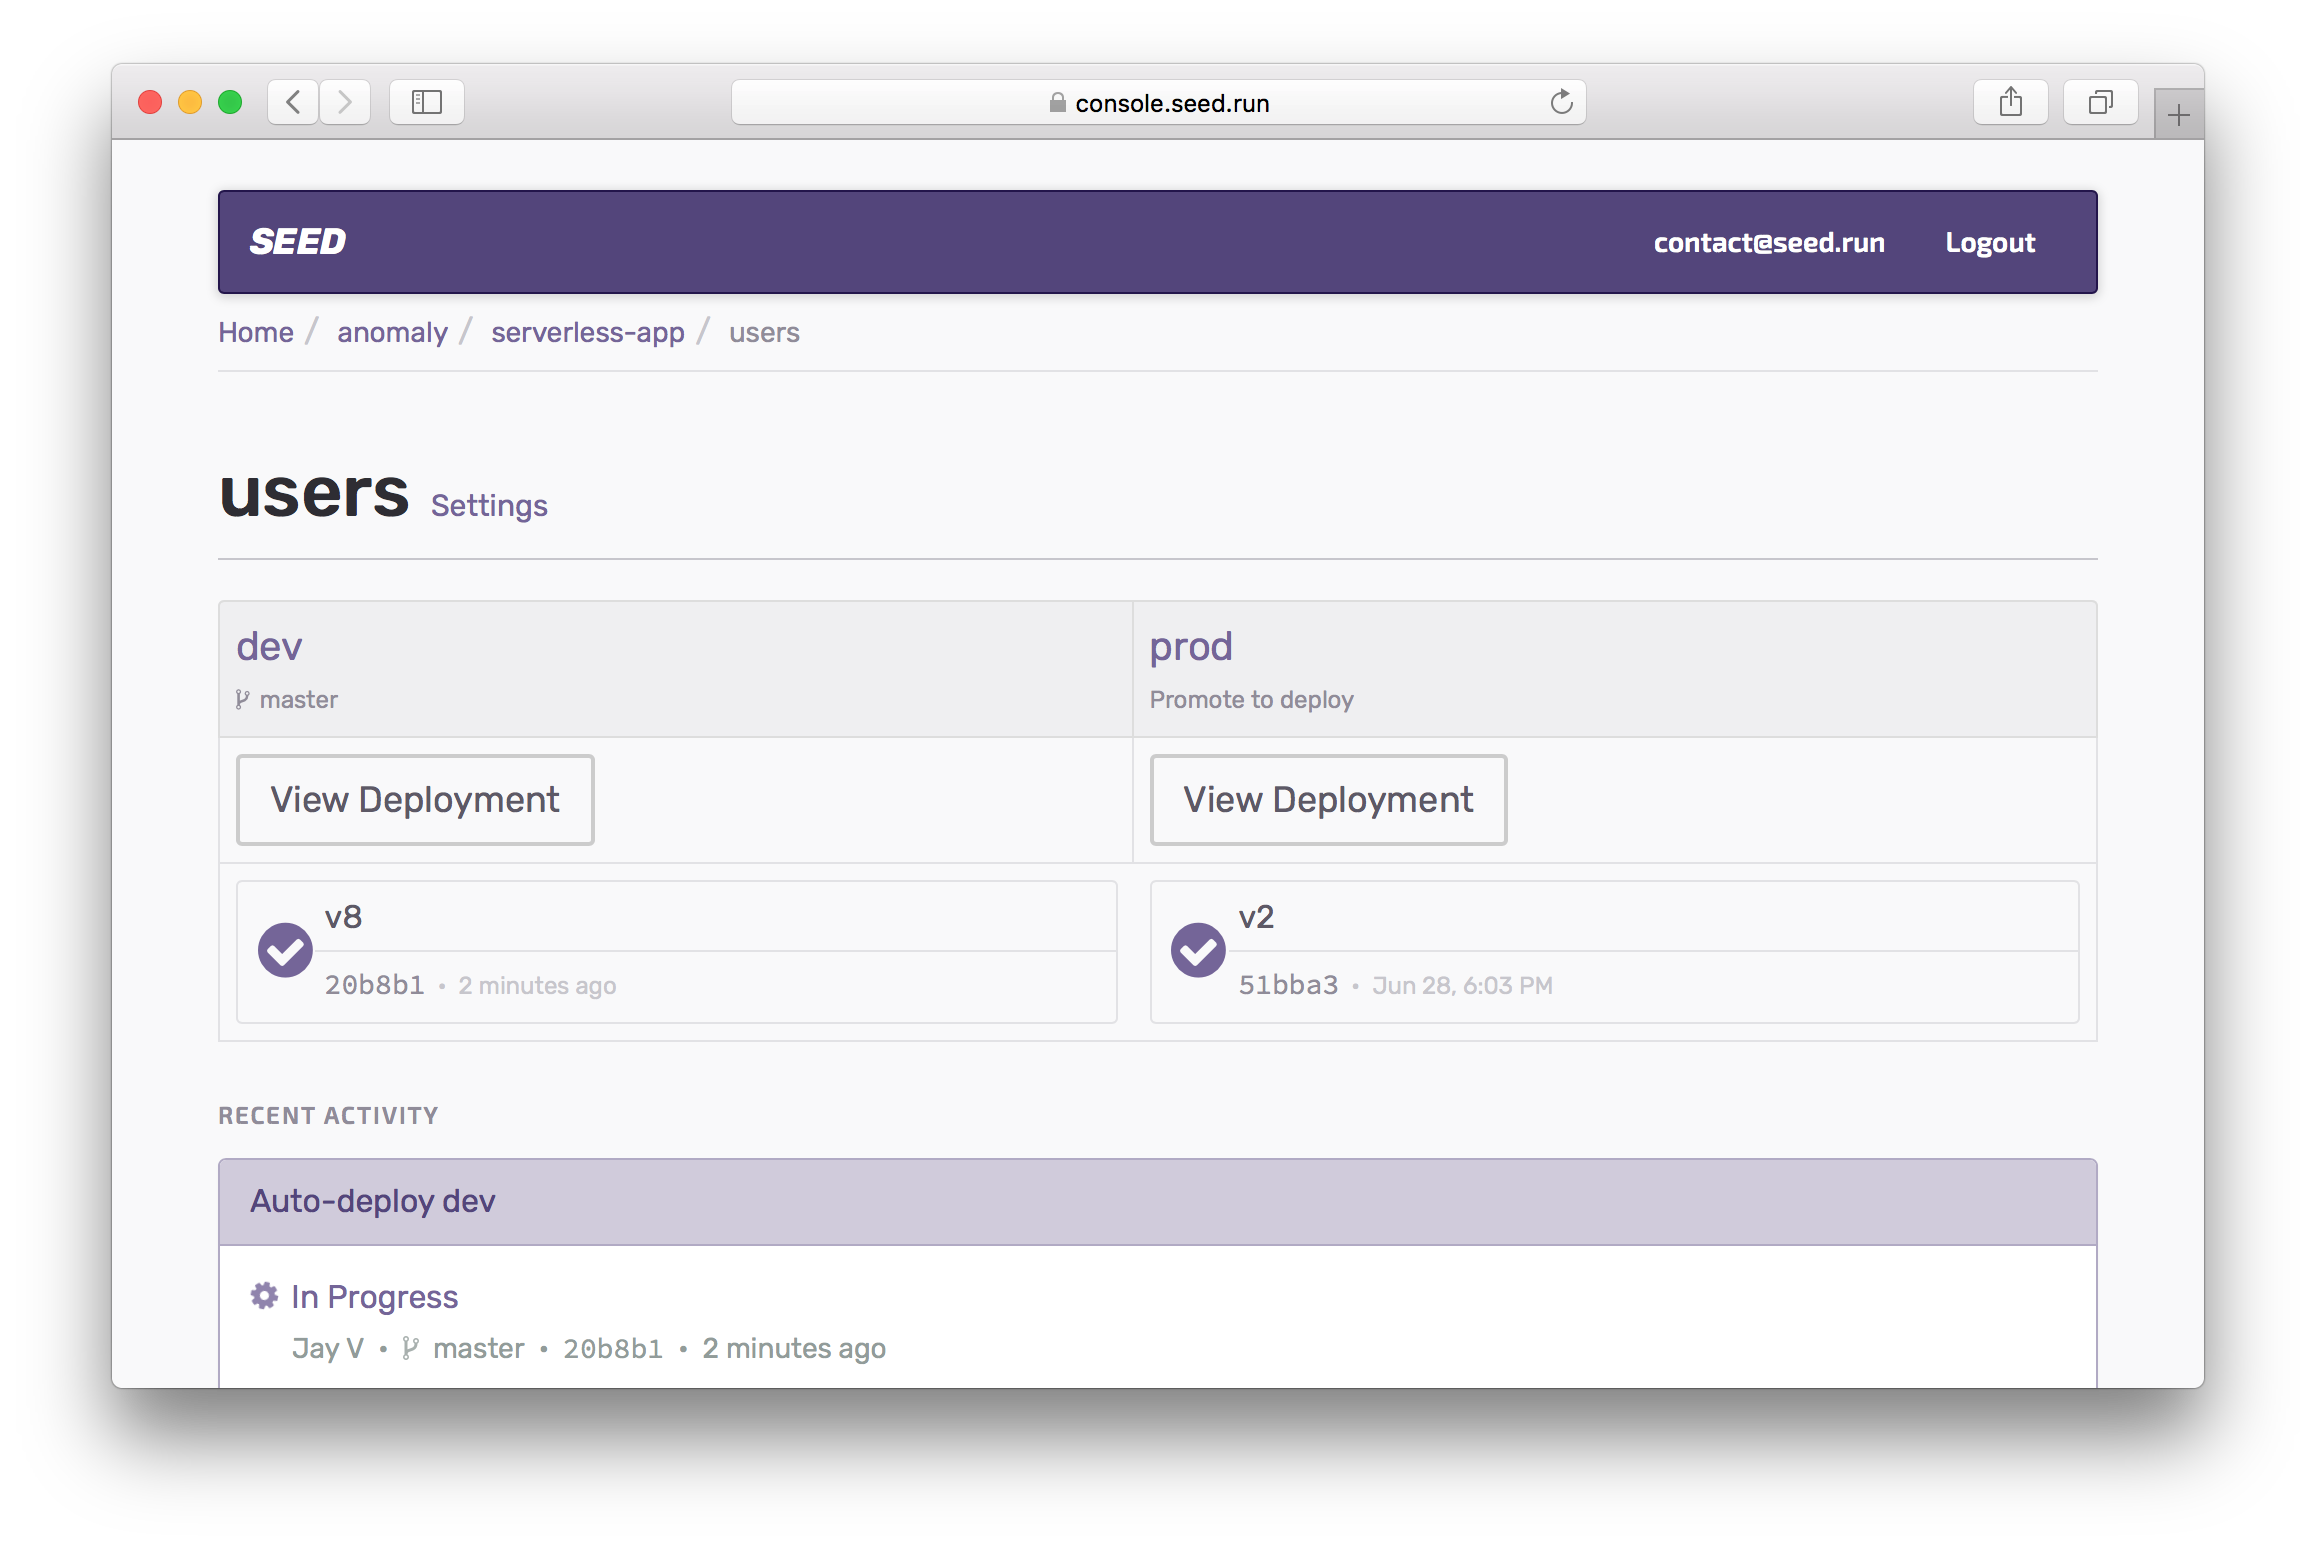 console.seed.run
SEED
contact@seed.run Logout
Home / anomaly / serverless-app / users
users Settings
dev
master
prod
Promote to deploy
View Deployment
View Deployment
v8
20b8b1 • 2 minutes ago
v2
51bba3 • Jun 28, 6:03 PM
RECENT ACTIVITY
Auto-deploy dev
In Progress
Jay V • master • 20b8b1 • 2 minutes ago